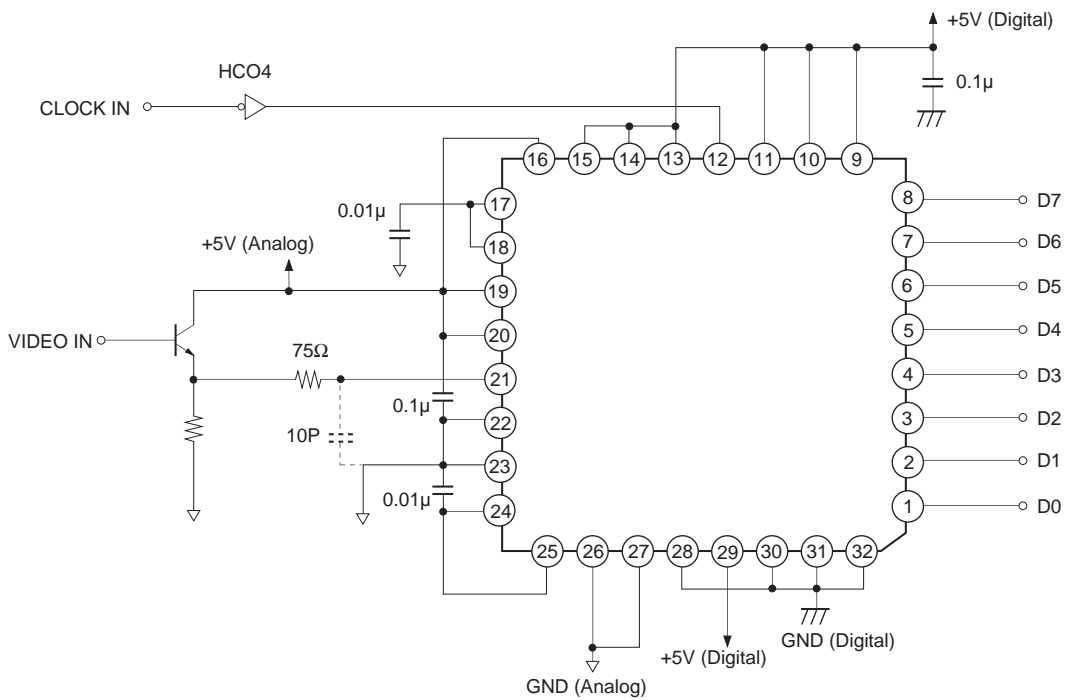 +5V (Digital)
HCO4
0.1µ
CLOCK IN
16
15
14
13
12
11
10
9
17
8
D7
0.01µ
18
7
D6
+5V (Analog)
19
6
D5
VIDEO IN
20
5
D4
75Ω
21
4
D3
0.1µ
10P
22
3
D2
23
2
D1
0.01µ
24
1
D0
25
26
27
28
29
30
31
32
GND (Digital)
+5V (Digital)
GND (Analog)